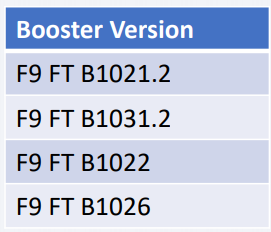 Booster Version
F9 FT B1021.2
F9 FT B1031.2
F9 FT B1022
F9 FT B1026